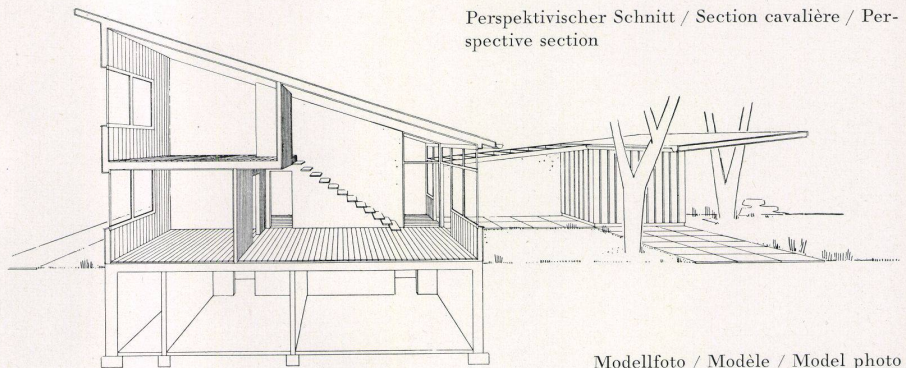 Perspektivischer Schnitt / Section cavalière / Per-
spective section
Modellfoto / Modèle / Model photo